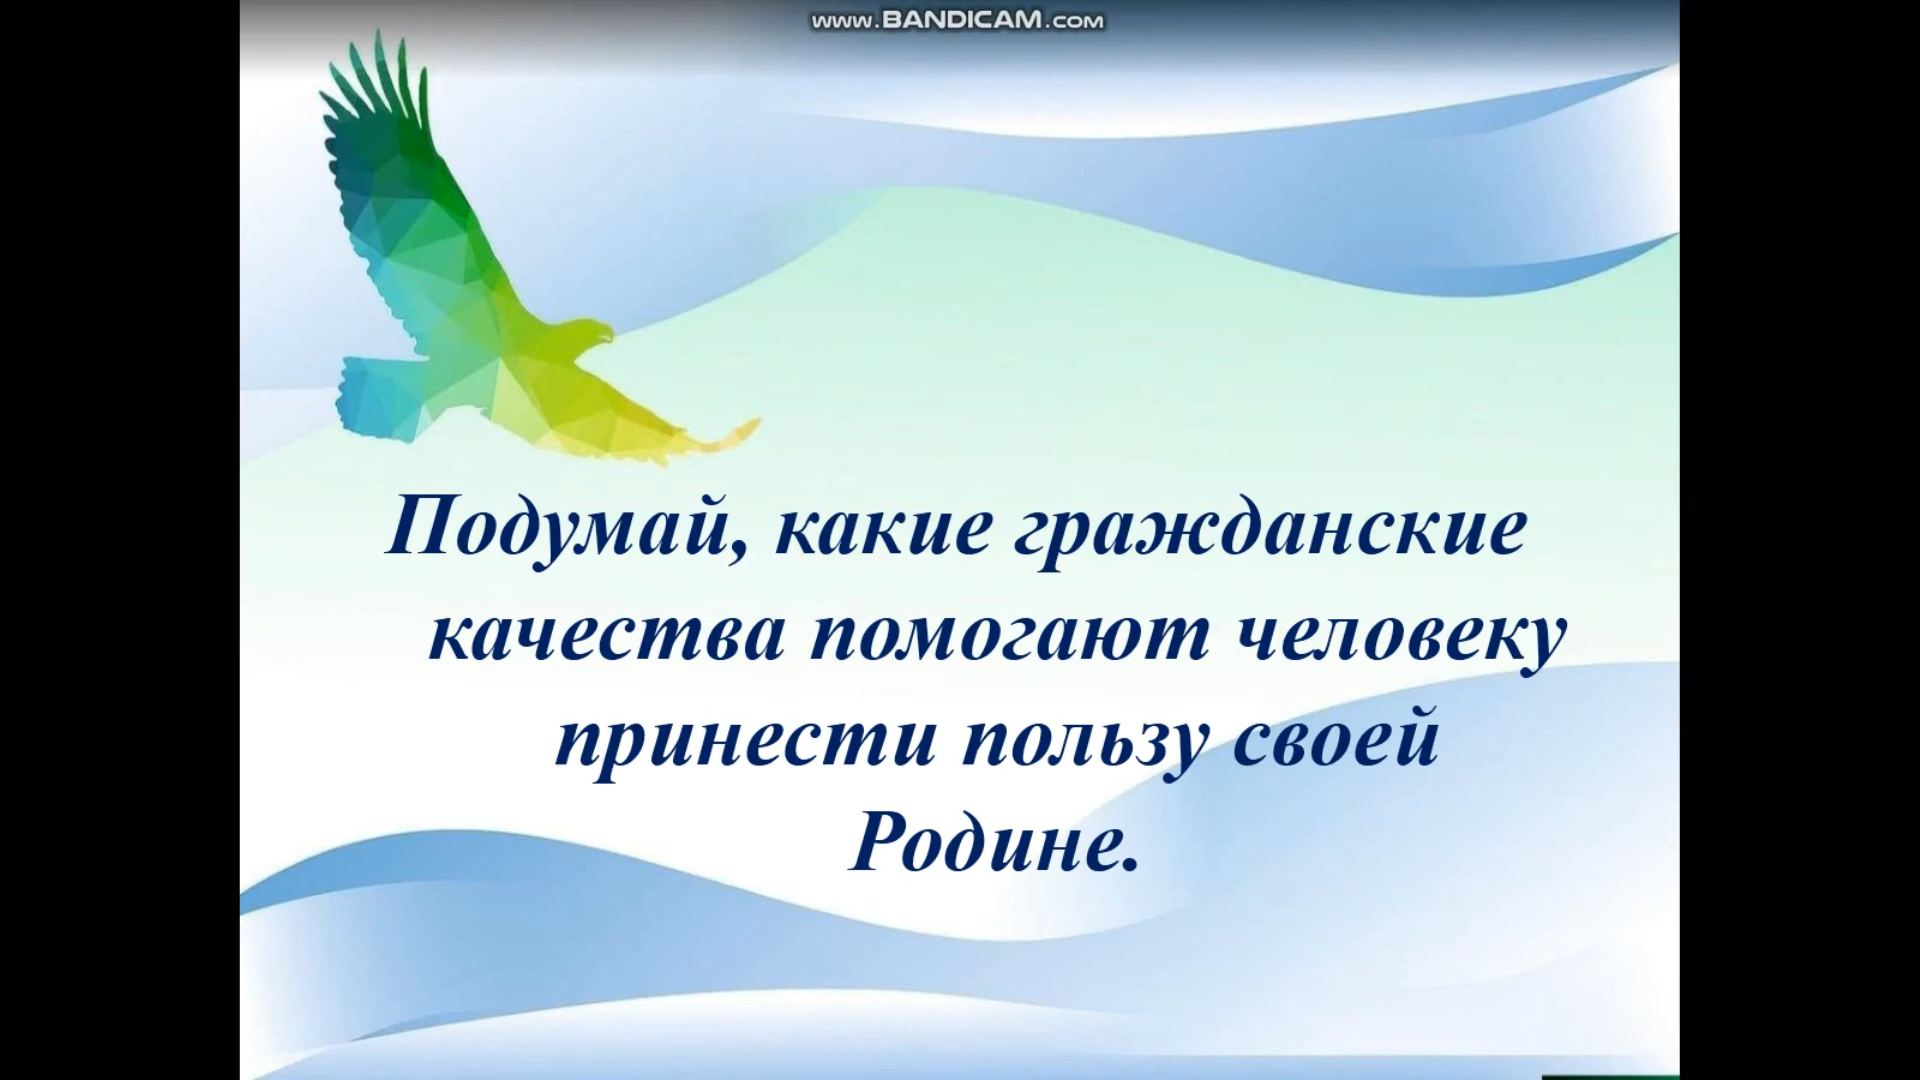 www.BANDICAM.com
Подумай, какие гражданские
качества помогают человеку
принести пользу своей
Родине.